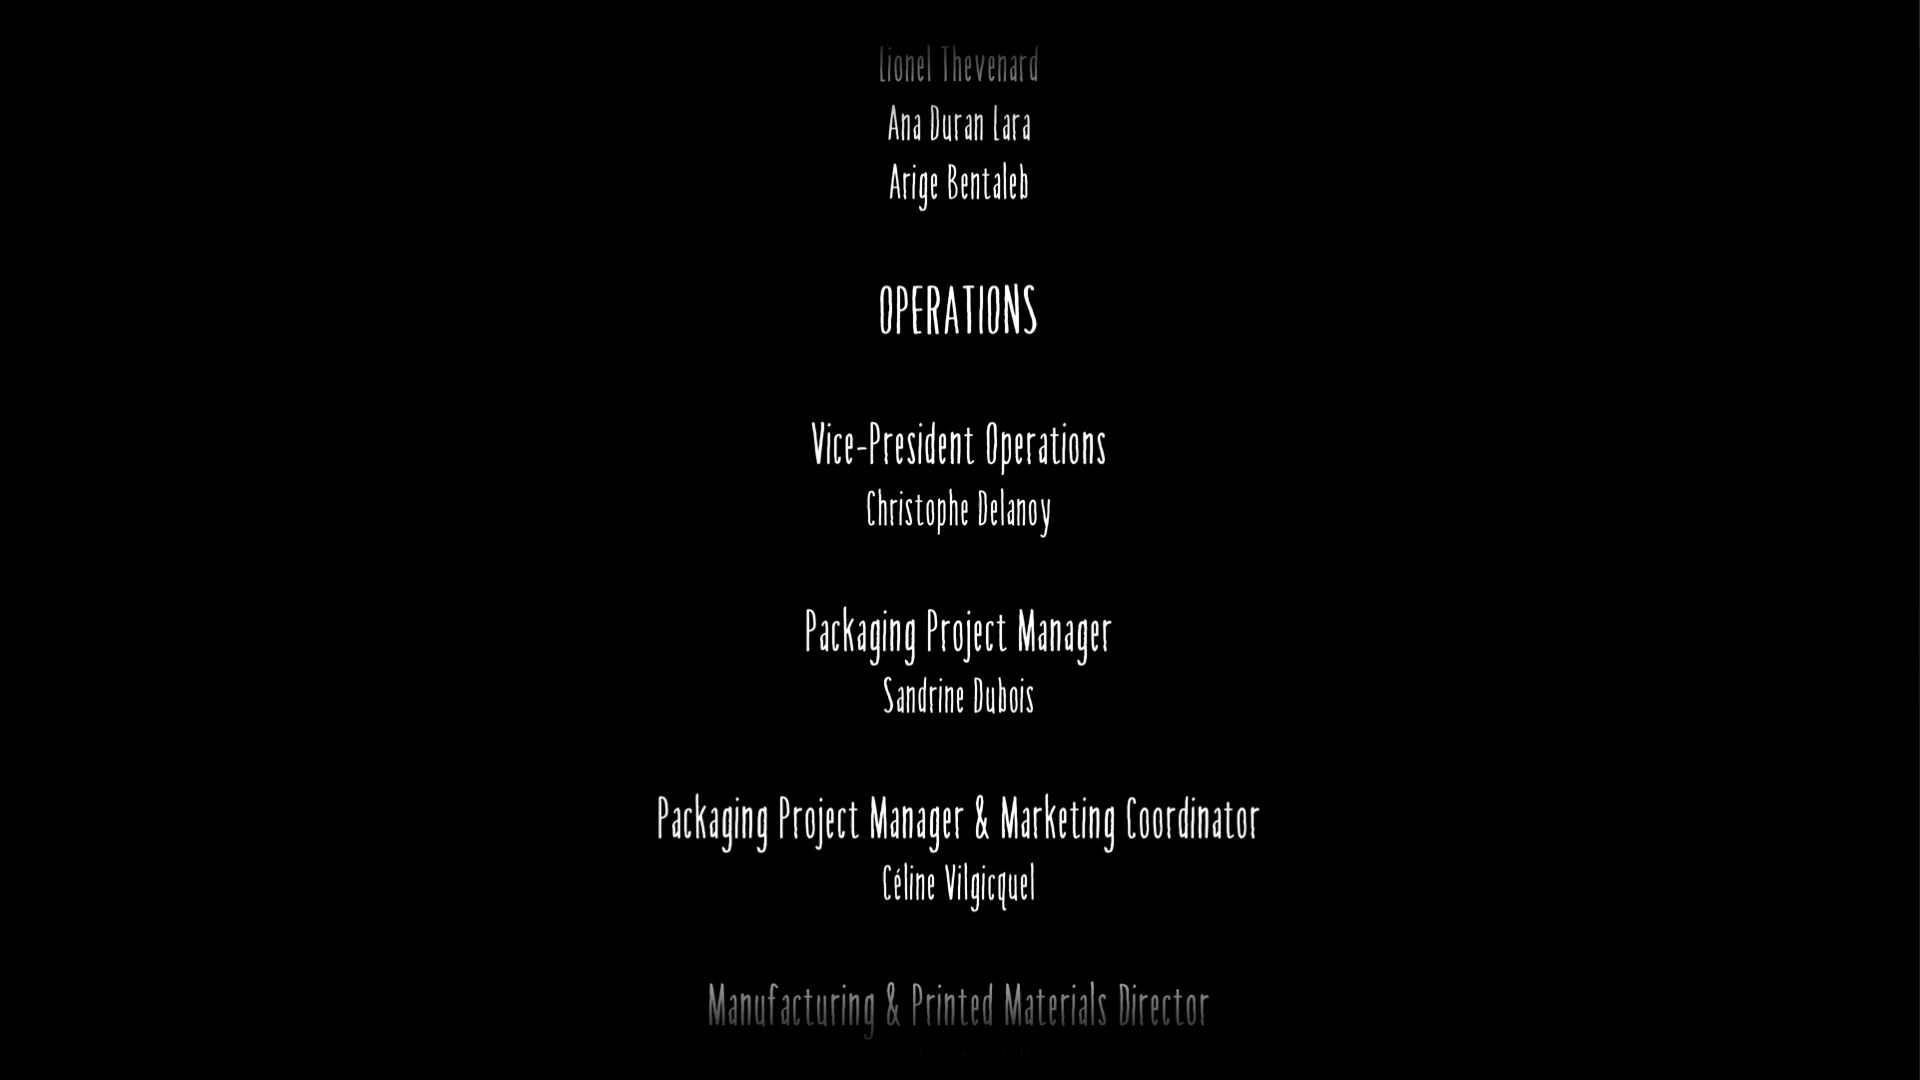 Lionel Thevenard
Ana Duran Lara
Arige Bentaleb
OPERATIONS
Vice-President Operations
Christophe Delanoy
Packaging Project Manager
Sandrine Dubois
Packaging Project Manager & Marketing Coordinator
Céline Vilgicquel
Manufacturing & Printed Materials Director